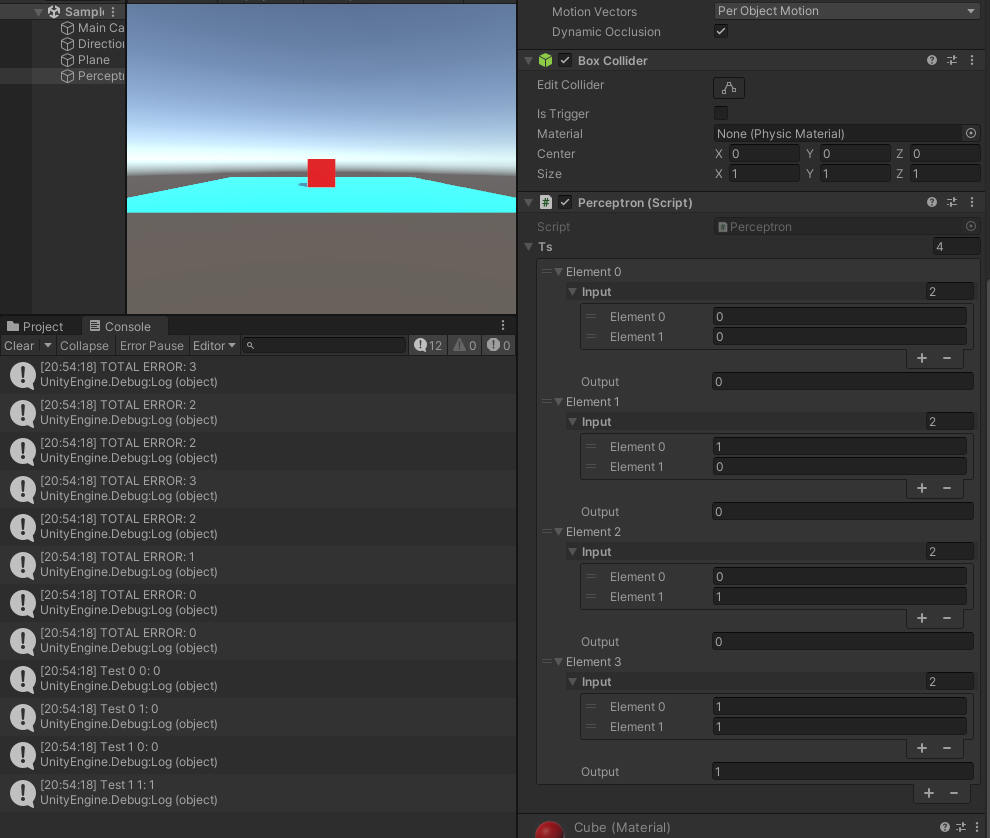 Sampl
Main Ca
Directio
Plane
Percept
Project
Console
Clear
Collapse
Error Pause
Editor
12
0
0
[20:54:18] TOTAL ERROR: 3
UnityEngine.Debug:Log (object)
[20:54:18] TOTAL ERROR: 2
UnityEngine.Debug:Log (object)
[20:54:18] TOTAL ERROR: 2
UnityEngine.Debug:Log (object)
[20:54:18] TOTAL ERROR: 3
UnityEngine.Debug:Log (object)
[20:54:18] TOTAL ERROR: 2
UnityEngine.Debug:Log (object)
[20:54:18] TOTAL ERROR: 1
UnityEngine.Debug:Log (object)
[20:54:18] TOTAL ERROR: 0
UnityEngine.Debug:Log (object)
[20:54:18] TOTAL ERROR: 0
UnityEngine.Debug:Log (object)
[20:54:18] Test 0 0: 0
UnityEngine.Debug:Log (object)
[20:54:18] Test 0 1: 0
UnityEngine.Debug:Log (object)
[20:54:18] Test 1 0: 0
UnityEngine.Debug:Log (object)
[20:54:18] Test 1 1: 1
UnityEngine.Debug:Log (object)
Motion Vectors Per Object Motion
Dynamic Occlusion
Box Collider
Edit Collider
Is Trigger
Material None (Physic Material)
Center X 0 Y 0 Z 0
Size X 1 Y 1 Z 1
# Perceptron (Script)
Script # Perceptron
Ts 4
Element 0
Input 2
Element 0 0
Element 1 0
+ -
Output 0
Element 1
Input 2
Element 0 1
Element 1 0
+ -
Output 0
Element 2
Input 2
Element 0 0
Element 1 1
+ -
Output 0
Element 3
Input 2
Element 0 1
Element 1 1
+ -
Output 1
+ -
Cube (Material)